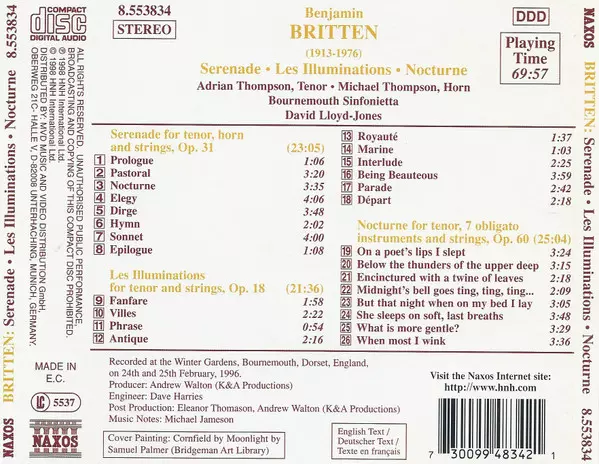 NAXOS BRITTEN: Serenade • Les Illuminations • Nocturne 8.553834
COMPACT
disc
DIGITAL AUDIO
ALL RIGHTS RESERVED. UNAUTHORISED PUBLIC PERFORMANCE,
BROADCASTING AND COPYING OF THIS COMPACT DISC PROHIBITED.
℗ 1998 HNH International Ltd.
© 1998 HNH International Ltd.
DISTRIBUTED BY: MVD MUSIC AND VIDEO DISTRIBUTION GmbH,
OBERWEG 21C- HALLE V, D-82008 UNTERHACHING, MUNICH, GERMANY.
MADE IN
E.C.
LC 5537
NAXOS
8.553834
STEREO
Benjamin
BRITTEN
(1913-1976)
Serenade • Les Illuminations • Nocturne
Adrian Thompson, Tenor • Michael Thompson, Horn
Bournemouth Sinfonietta
David Lloyd-Jones
DDD
Playing
Time
69:57
Serenade for tenor, horn
and strings, Op. 31 (23:05)
1 Prologue 1:06
2 Pastoral 3:20
3 Nocturne 3:35
4 Elegy 4:06
5 Dirge 3:48
6 Hymn 2:02
7 Sonnet 4:00
8 Epilogue 1:08
Les Illuminations
for tenor and strings, Op. 18 (21:36)
9 Fanfare 1:58
10 Villes 2:22
11 Phrase 0:54
12 Antique 2:16
13 Royauté 1:37
14 Marine 1:03
15 Interlude 2:25
16 Being Beauteous 3:59
17 Parade 2:42
18 Départ 2:18
Nocturne for tenor, 7 obligato
instruments and strings, Op. 60 (25:04)
19 On a poet's lips I slept 3:24
20 Below the thunders of the upper deep 3:15
21 Encinctured with a twine of leaves 2:18
22 Midnight's bell goes ting, ting, ting... 2:09
23 But that night when on my bed I lay 3:05
24 She sleeps on soft, last breaths 3:48
25 What is more gentle? 3:29
26 When most I wink 3:36
Recorded at the Winter Gardens, Bournemouth, Dorset, England,
on 24th and 25th February, 1996.
Producer: Andrew Walton (K&A Productions)
Engineer: Dave Harries
Post Production: Eleanor Thomason, Andrew Walton (K&A Productions)
Music Notes: Michael Jameson
Cover Painting: Cornfield by Moonlight by
Samuel Palmer (Bridgeman Art Library)
English Text /
Deutscher Text /
Texte en français
Visit the Naxos Internet site:
http://www.hnh.com
7 30099 48342 1
NAXOS BRITTEN: Serenade • Les Illuminations • Nocturne 8.553834